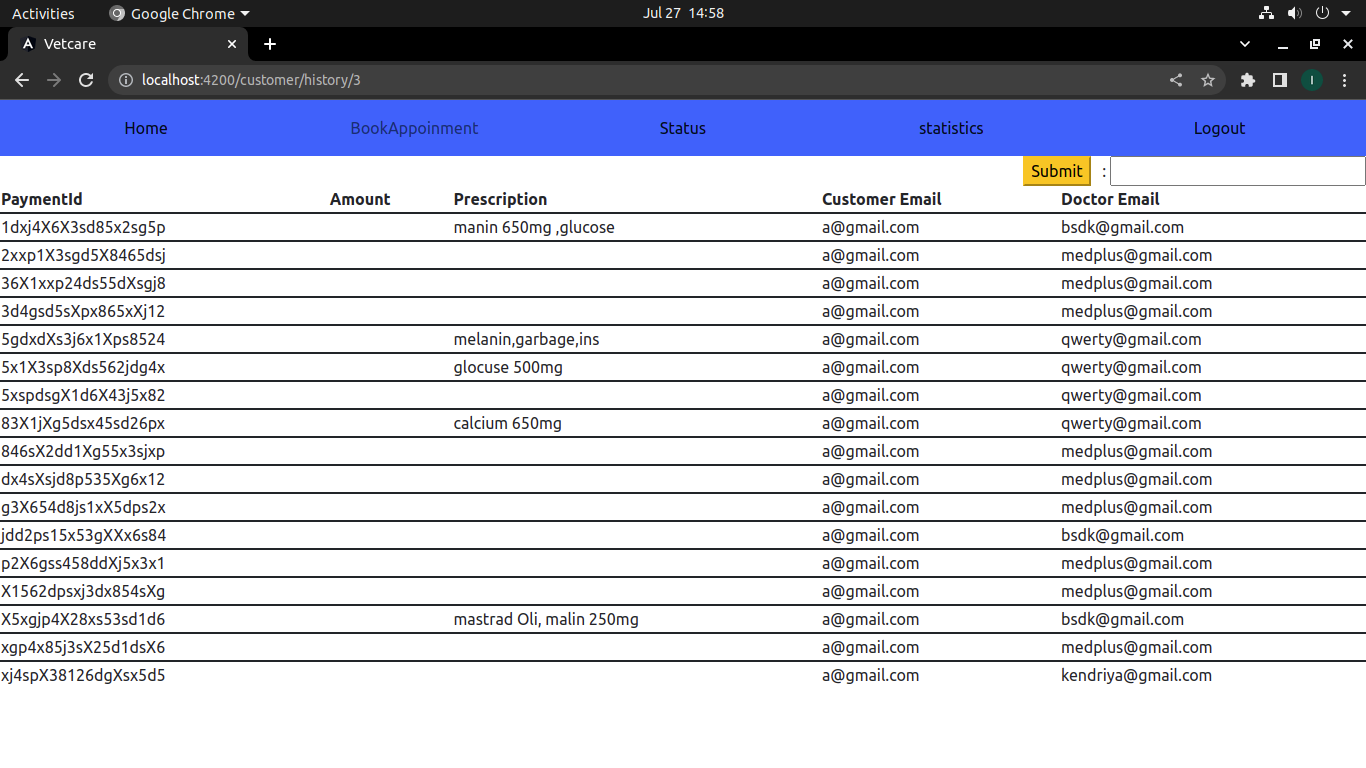 Activities Google Chrome Jul 27 14:58
Vetcare
localhost:4200/customer/history/3 I
Home BookAppoinment Status statistics Logout
Submit :
PaymentId Amount Prescription Customer Email Doctor Email
1dxj4X6X3sd85x2sg5p manin 650mg ,glucose a@gmail.com bsdk@gmail.com
2xxp1X3sgd5X8465dsj a@gmail.com medplus@gmail.com
36X1xxp24ds55dXsgj8 a@gmail.com medplus@gmail.com
3d4gsd5sXpx865xXj12 a@gmail.com medplus@gmail.com
5gdxdXs3j6x1Xps8524 melanin,garbage,ins a@gmail.com qwerty@gmail.com
5x1X3sp8Xds562jdg4x glocuse 500mg a@gmail.com qwerty@gmail.com
5xspdsgX1d6X43j5x82 a@gmail.com qwerty@gmail.com
83X1jXg5dsx45sd26px calcium 650mg a@gmail.com qwerty@gmail.com
846sX2dd1Xg55x3sjxp a@gmail.com medplus@gmail.com
dx4sXsjd8p535Xg6x12 a@gmail.com medplus@gmail.com
g3X654d8js1xX5dps2x a@gmail.com medplus@gmail.com
jdd2ps15x53gXXx6s84 a@gmail.com bsdk@gmail.com
p2X6gss458ddXj5x3x1 a@gmail.com medplus@gmail.com
X1562dpsxj3dx854sXg a@gmail.com medplus@gmail.com
X5xgjp4X28xs53sd1d6 mastrad Oli, malin 250mg a@gmail.com bsdk@gmail.com
xgp4x85j3sX25d1dsX6 a@gmail.com medplus@gmail.com
xj4spX38126dgXsx5d5 a@gmail.com kendriya@gmail.com